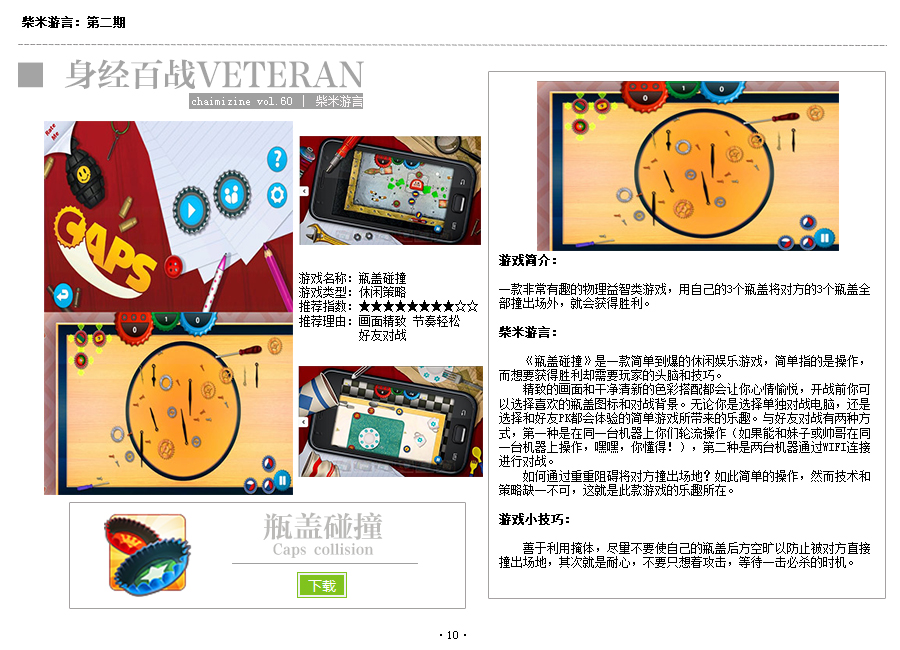 柴米游言：第二期
身经百战VETERAN
chaimizine vol.60 | 柴米游言
Rate Me
CAPS
0
1
0
游戏名称：瓶盖碰撞
游戏类型：休闲策略
推荐指数：★★★★★★★★☆☆
推荐理由：画面精致 节奏轻松
好友对战
0
1
0
瓶盖碰撞
Caps collision
下载
0
1
0
游戏简介：
一款非常有趣的物理益智类游戏，用自己的3个瓶盖将对方的3个瓶盖全
部撞出场外，就会获得胜利。
柴米游言：
《瓶盖碰撞》是一款简单到爆的休闲娱乐游戏，简单指的是操作，
而想要获得胜利却需要玩家的头脑和技巧。
精致的画面和干净清新的色彩搭配都会让你心情愉悦，开战前你可
以选择喜欢的瓶盖图标和对战背景。无论你是选择单独对战电脑，还是
选择和好友PK都会体验的简单游戏所带来的乐趣。与好友对战有两种方
式，第一种是在同一台机器上你们轮流操作（如果能和妹子或帅哥在同
一台机器上操作，嘿嘿，你懂得！），第二种是两台机器通过WIFI连接
进行对战。
如何通过重重阻碍将对方撞出场地？如此简单的操作，然而技术和
策略缺一不可，这就是此款游戏的乐趣所在。
游戏小技巧：
善于利用掩体，尽量不要使自己的瓶盖后方空旷以防止被对方直接
撞出场地，其次就是耐心，不要只想着攻击，等待一击必杀的时机。
· 10 ·